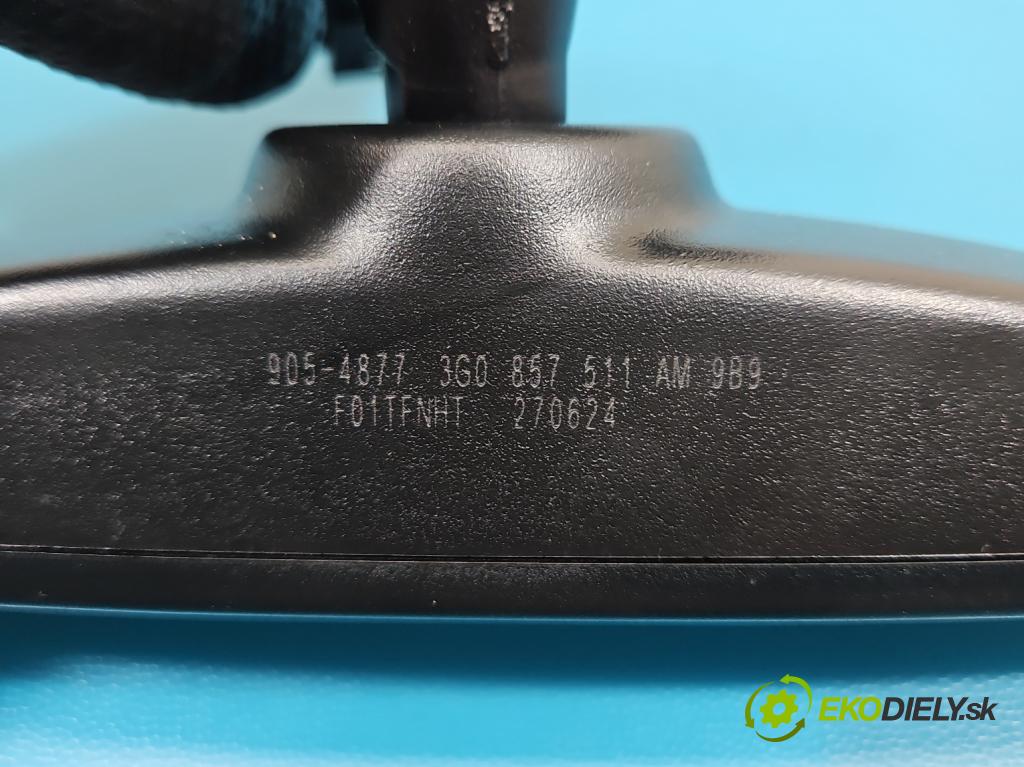 905-4877 3G0 857 511 AM 9B9
F01TFNHT 270624
EKODIELY.sk